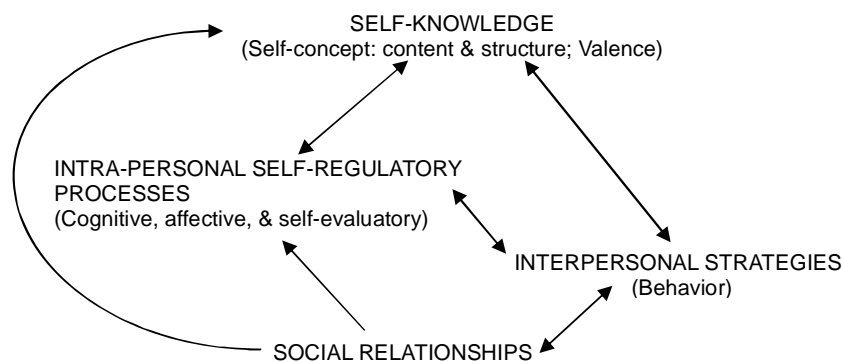 SELF-KNOWLEDGE
(Self-concept: content & structure; Valence)
INTRA-PERSONAL SELF-REGULATORY
PROCESSES
(Cognitive, affective, & self-evaluatory)
INTERPERSONAL STRATEGIES
(Behavior)
SOCIAL RELATIONSHIPS